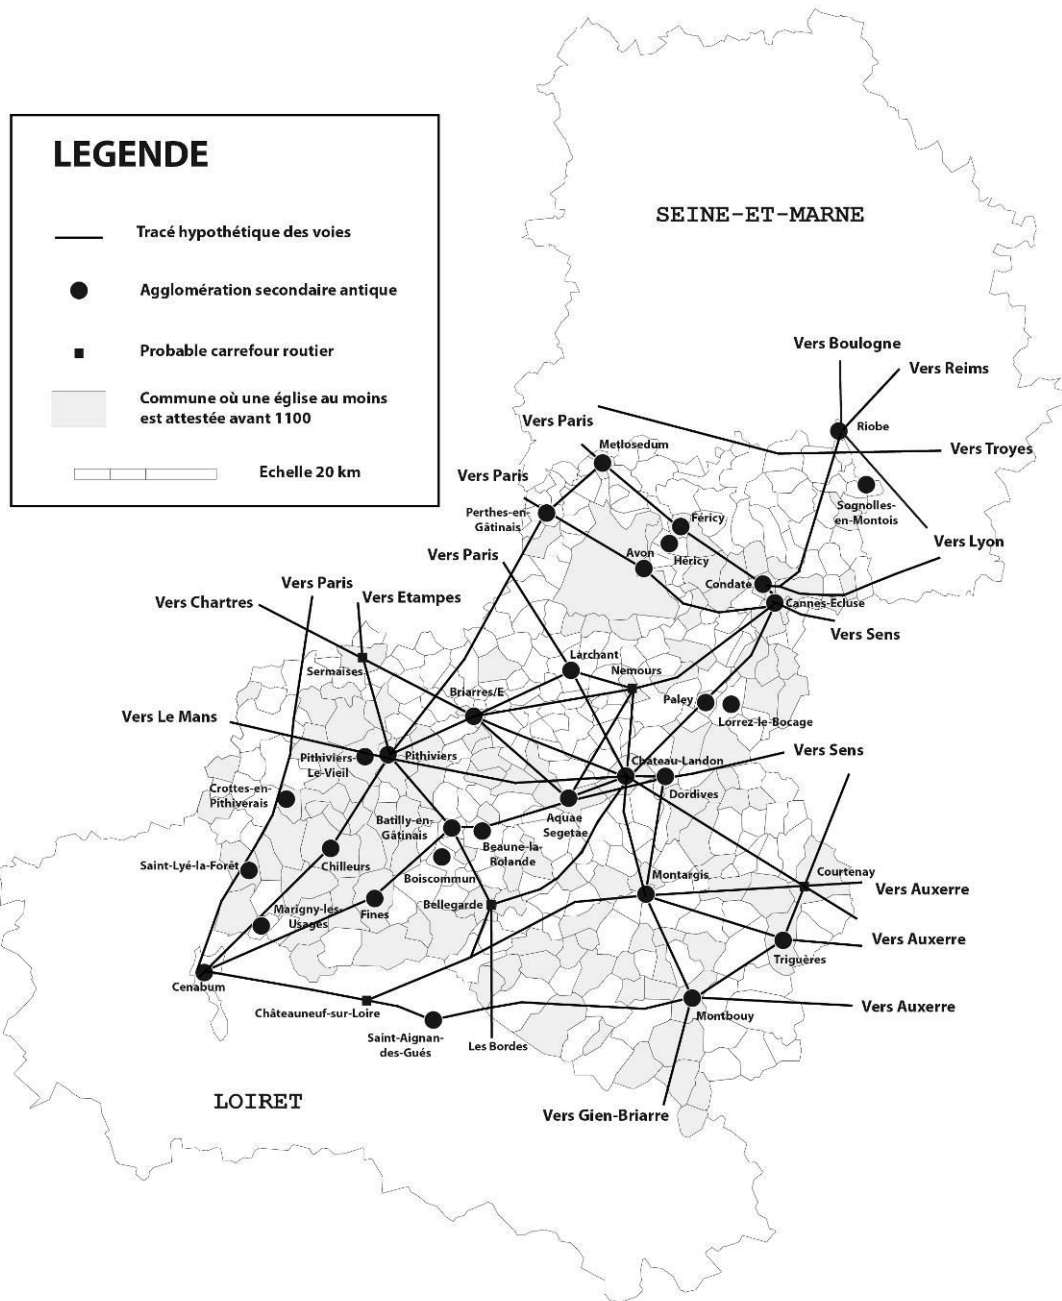 LEGENDE
Tracé hypothétique des voies
Agglomération secondaire antique
Probable carrefour routier
Commune où une église au moins
est attestée avant 1100
Echelle 20 km
SEINE-ET-MARNE
Vers Boulogne
Vers Reims
Vers Paris
Riobe
Metlosedum
Vers Troyes
Vers Paris
Sognolles-
en-Montois
Perthes-en-
Gâtinais
Féricy
Vers Lyon
Vers Paris
Avon
Héricy
Vers Paris
Condate
Vers Etampes
Vers Chartres
Cannes-Ecluse
Vers Sens
Larchant
Sermaises
Nemours
Briarres/E
Paley
Vers Le Mans
Lorrez-le-Bocage
Vers Sens
Pithiviers-
Le-Vieil
Pithiviers
Château-Landon
Dordives
Crottes-en-
Pithiverais
Aquae
Segetae
Batilly-en-
Gâtinais
Beaune-la-
Rolande
Saint-Lyé-la-Forêt
Chilleurs
Boiscommun
Montargis
Courtenay
Vers Auxerre
Marigny-les-
Usages
Fines
Bellegarde
Vers Auxerre
Triguères
Cenabum
Châteauneuf-sur-Loire
Vers Auxerre
Montbouy
Saint-Aignan-
des-Gués
Les Bordes
LOIRET
Vers Gien-Briarre